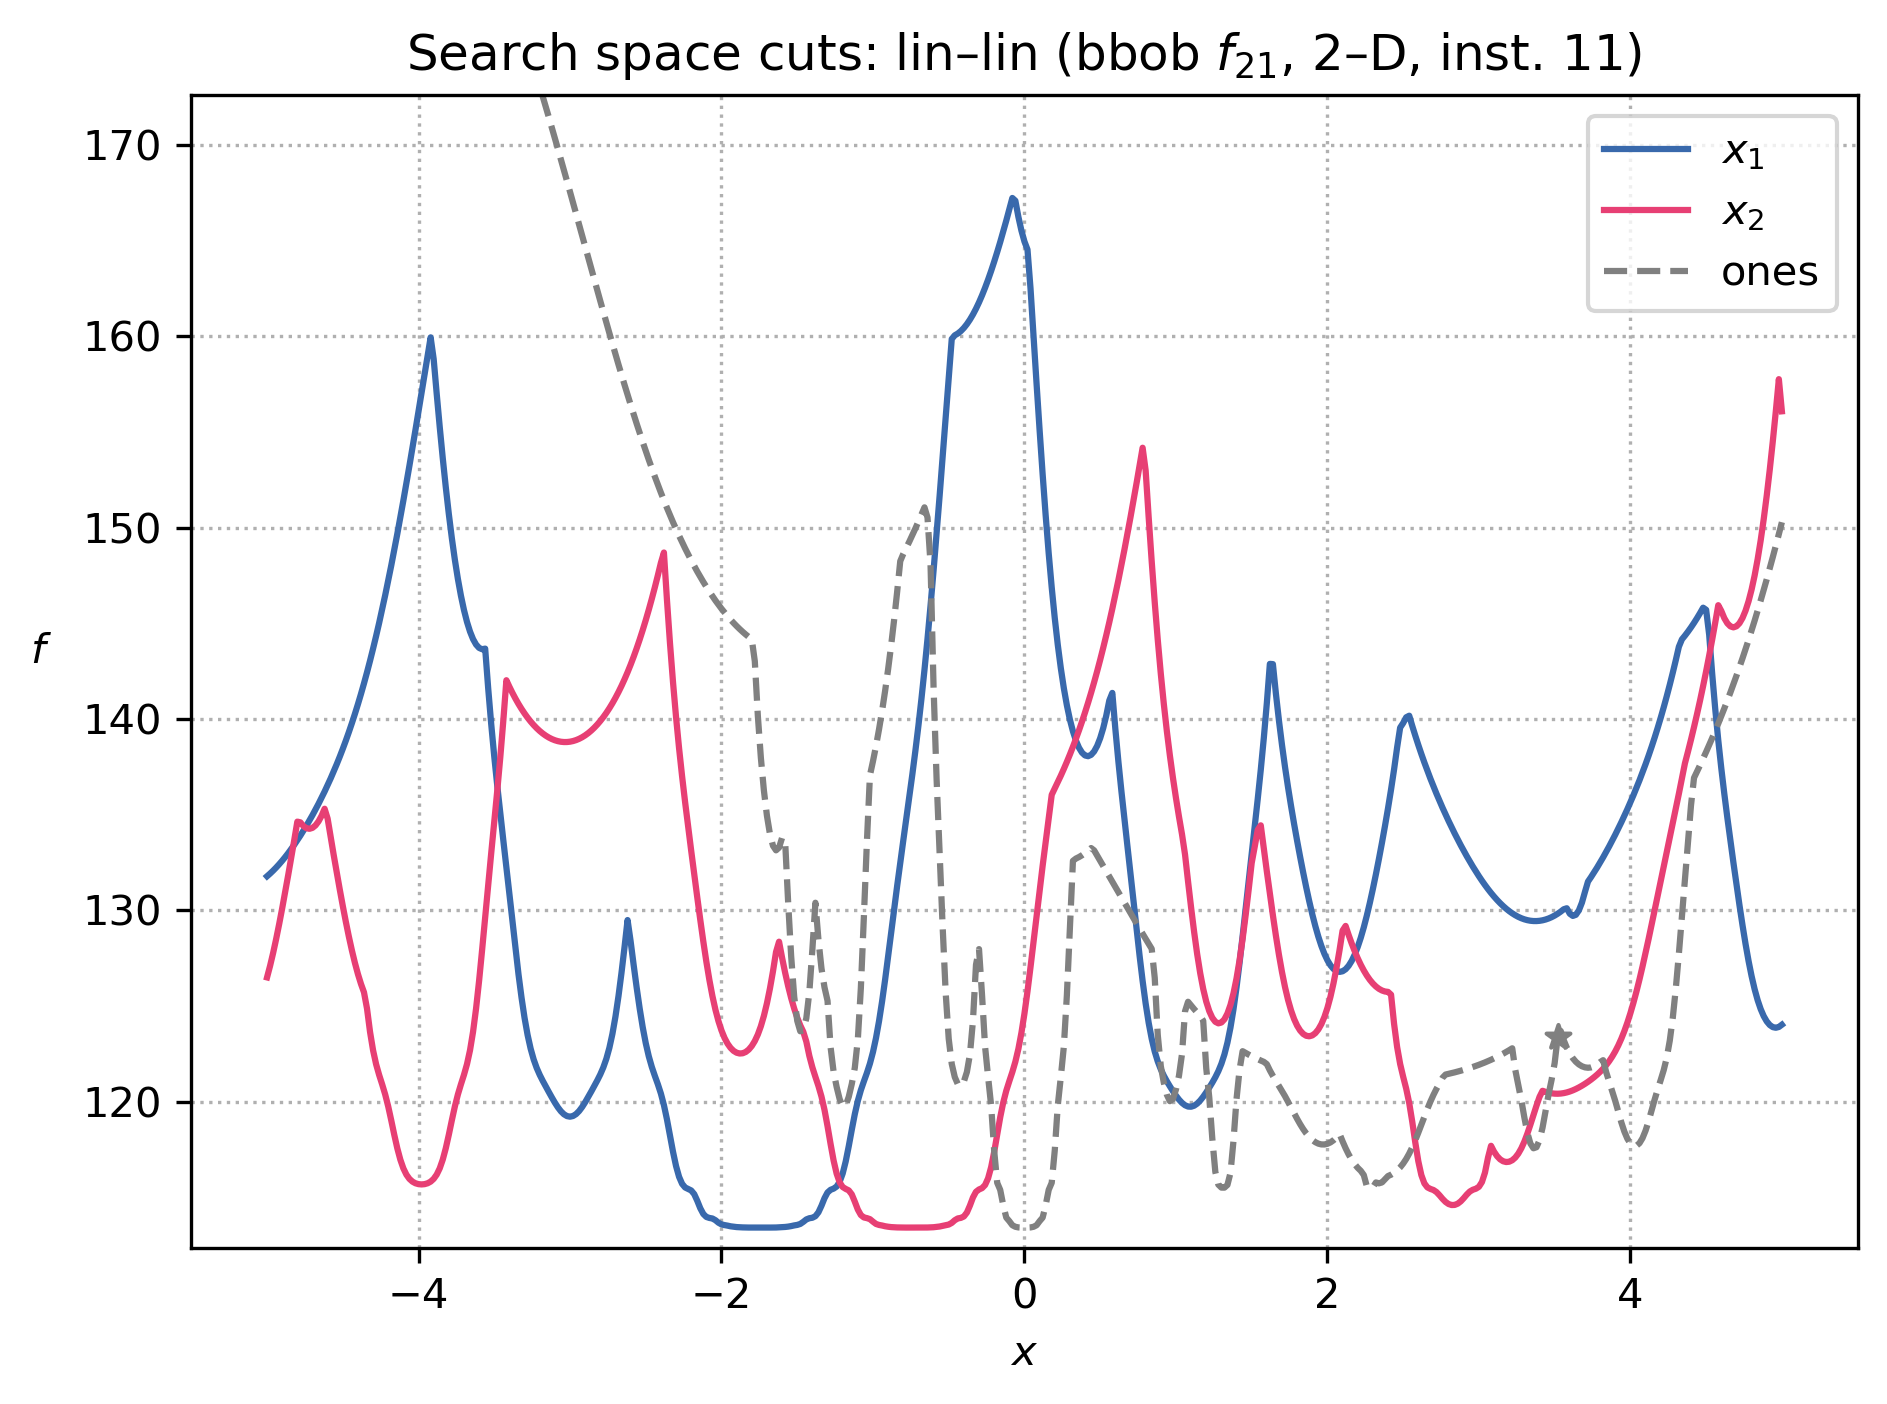 Search space cuts: lin–lin (bbob f₂₁, 2–D, inst. 11)
170
160
150
140
130
120
f
x₁
x₂
ones
−4
−2
0
2
4
x